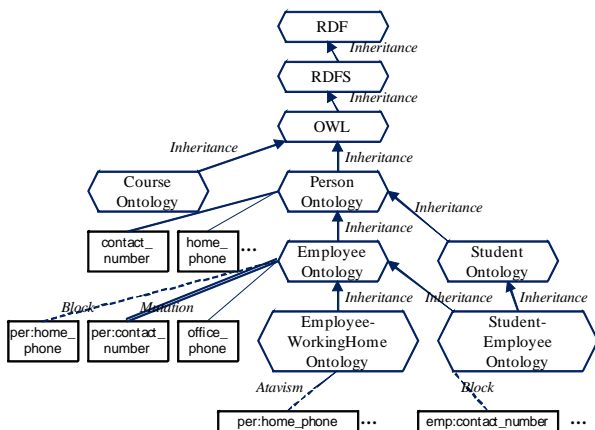 RDF
Inheritance
RDFS
Inheritance
OWL
Inheritance
Inheritance
Course
Ontology
Person
Ontology
Inheritance
Inheritance
contact_
number
home_
phone
...
Employee
Ontology
Student
Ontology
Block
Mutation
Inheritance
Inheritance
Inheritance
per:home_
phone
per:contact_
number
office_
phone
Employee-
WorkingHome
Ontology
Student-
Employee
Ontology
Atavism
Block
per:home_phone
...
emp:contact_number
...